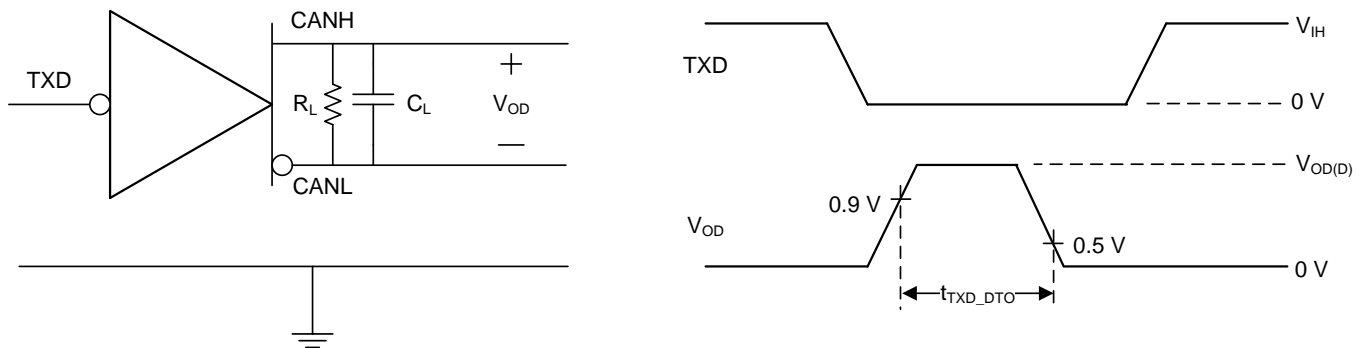 CANH
TXD
R_L
C_L
+
V_OD
—
CANL
TXD
V_IH
0 V
V_OD(D)
0.9 V
V_OD
0.5 V
0 V
t_TXD_DTO